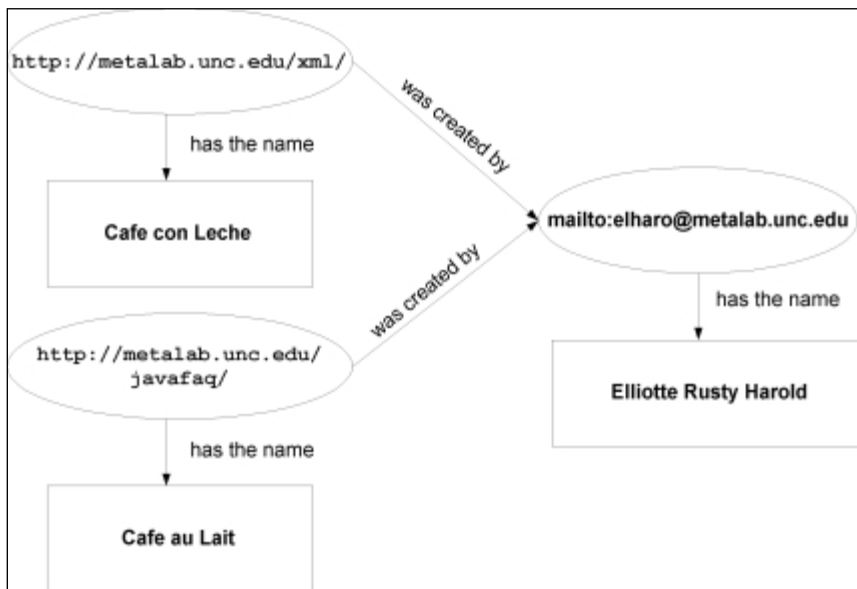 http://metalab.unc.edu/xml/
was created by
has the name
Cafe con Leche
mailto:elharo@metalab.unc.edu
was created by
has the name
http://metalab.unc.edu/
javafaq/
Elliotte Rusty Harold
has the name
Cafe au Lait